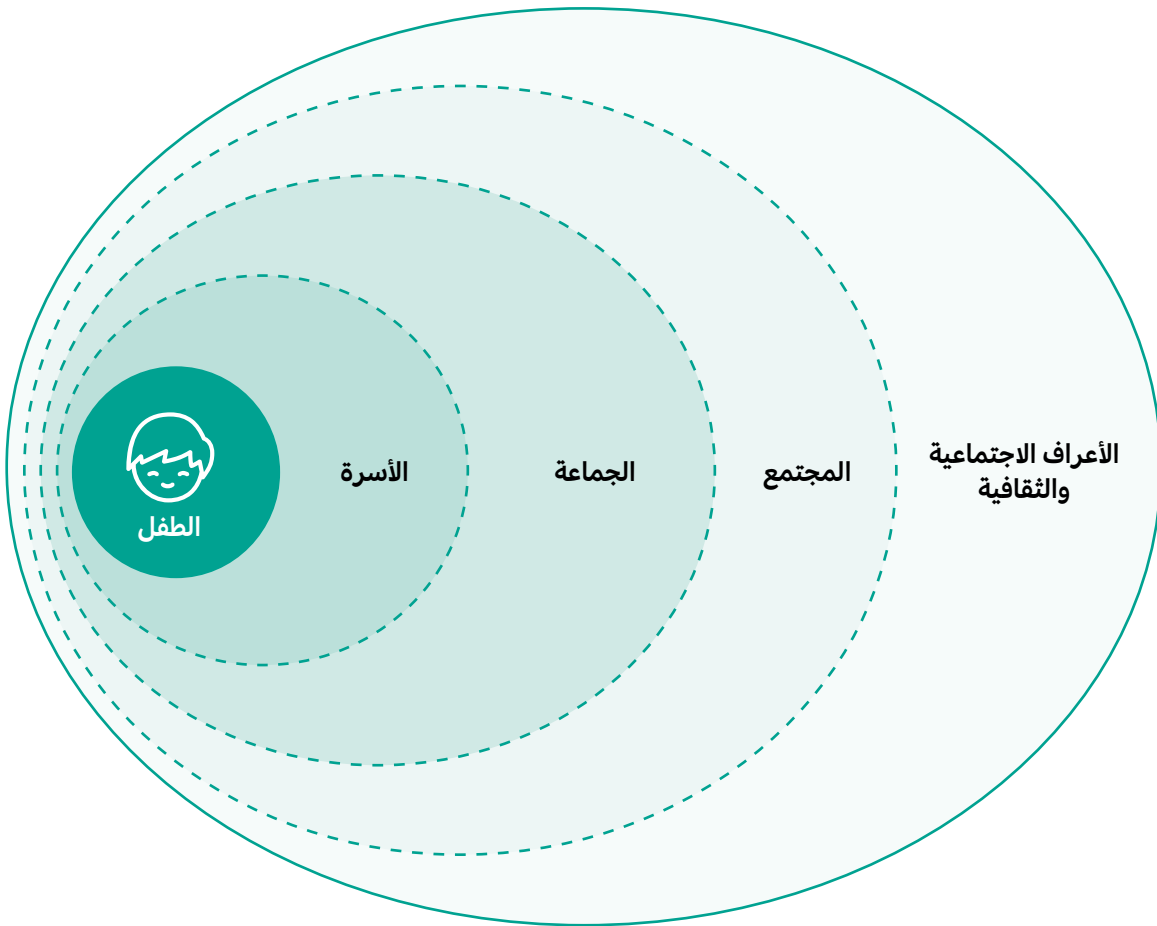 الطفل
الأسرة
الجماعة
المجتمع
الأعراف الاجتماعية
والثقافية